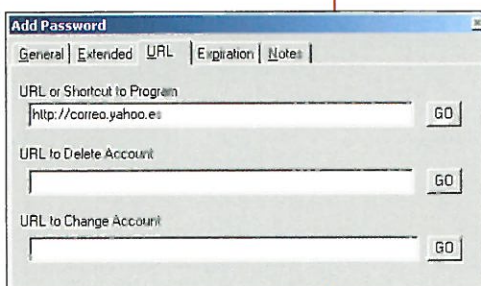 Add Password
General Extended URL Expiration Notes
URL or Shortcut to Program
http://correo.yahoo.es
GO
URL to Delete Account
GO
URL to Change Account
GO